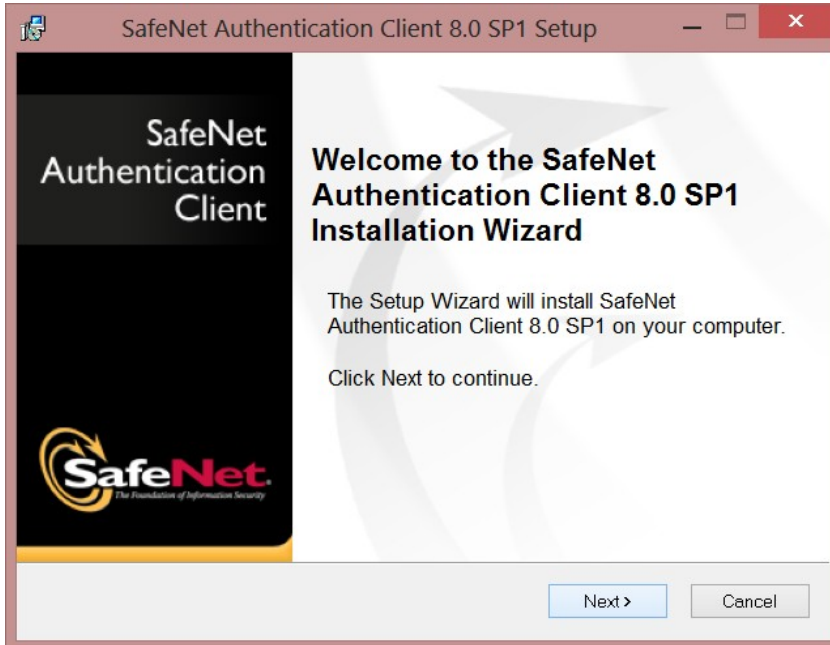 SafeNet Authentication Client 8.0 SP1 Setup
SafeNet
Authentication
Client
Welcome to the SafeNet
Authentication Client 8.0 SP1
Installation Wizard
The Setup Wizard will install SafeNet
Authentication Client 8.0 SP1 on your computer.
Click Next to continue.
SafeNet.
The Foundation of Information Security
Next >
Cancel